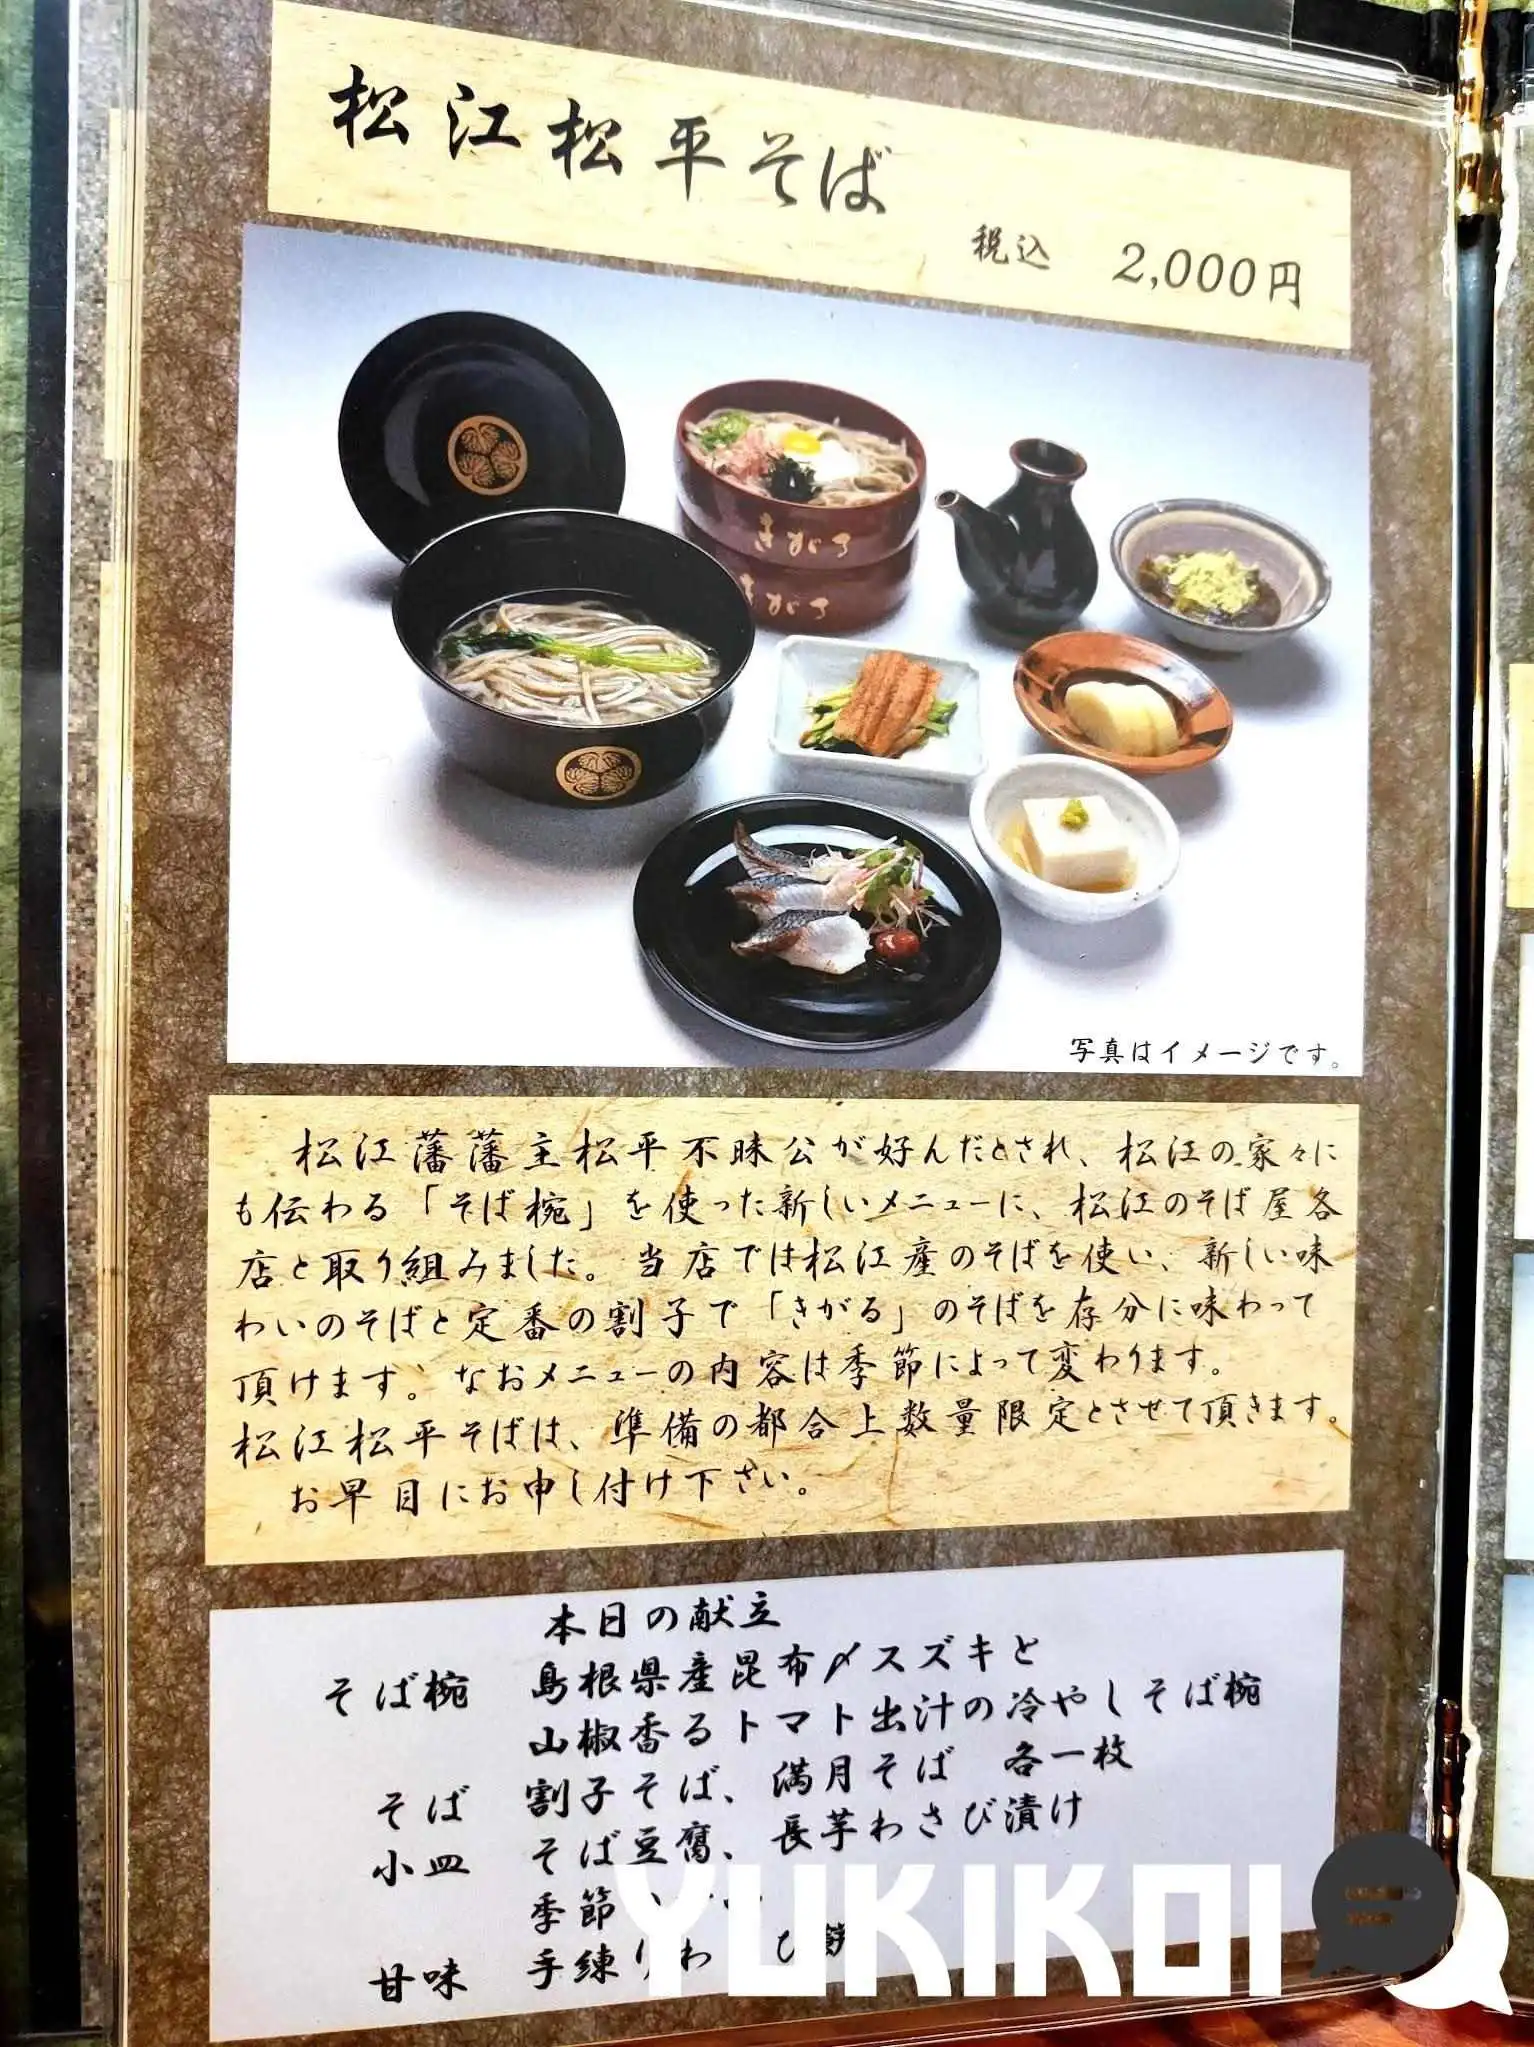 松江松平そば
税込 2,000円
きがる
きがる
写真はイメージです。
松江藩藩主松平不昧公が好んだとされ、松江の家々に
も伝わる「そば椀」を使った新しいメニューに、松江のそば屋各
店と取り組みました。当店では松江産のそばを使い、新しい味
わいのそばと定番の割子で「きがる」のそばを存分に味わって
頂けます。なおメニューの内容は季節によって変わります。
松江松平そばは、準備の都合上数量限定とさせて頂きます。
お早目にお申し付け下さい。
本日の献立
そば椀 島根県産昆布〆スズキと
山椒香るトマト出汁の冷やしそば椀
そば 割子そば、満月そば 各一枚
小皿 そば豆腐、長芋わさび漬け
季節
甘味 手練りわ び餅
YUKIKOI